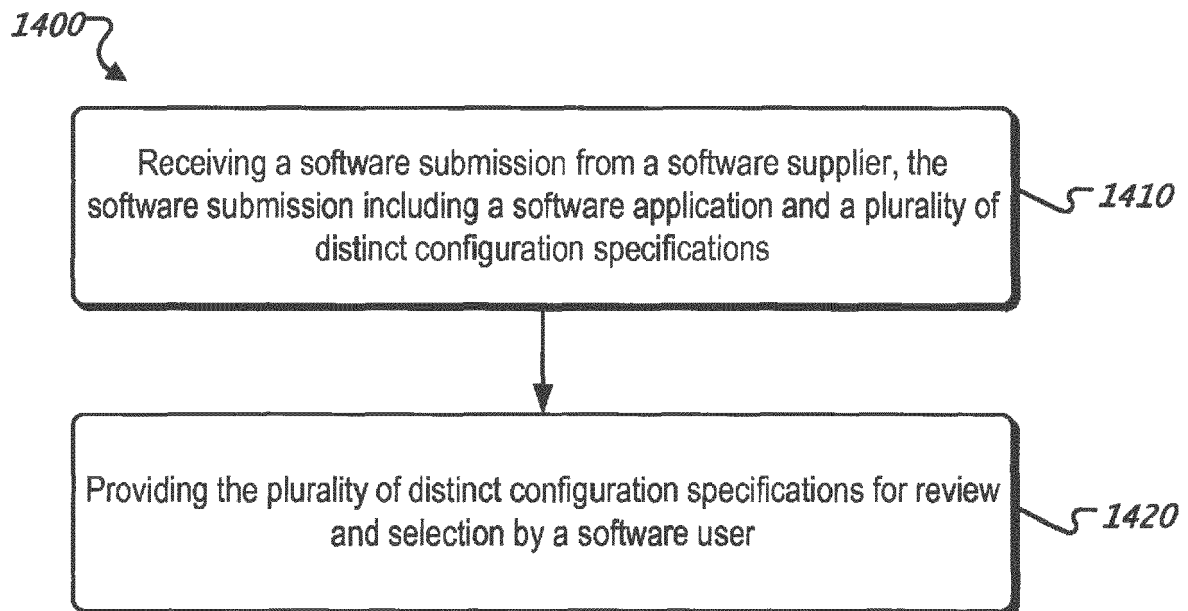 1400
Receiving a software submission from a software supplier, the
software submission including a software application and a plurality of
distinct configuration specifications
1410
Providing the plurality of distinct configuration specifications for review
and selection by a software user
1420